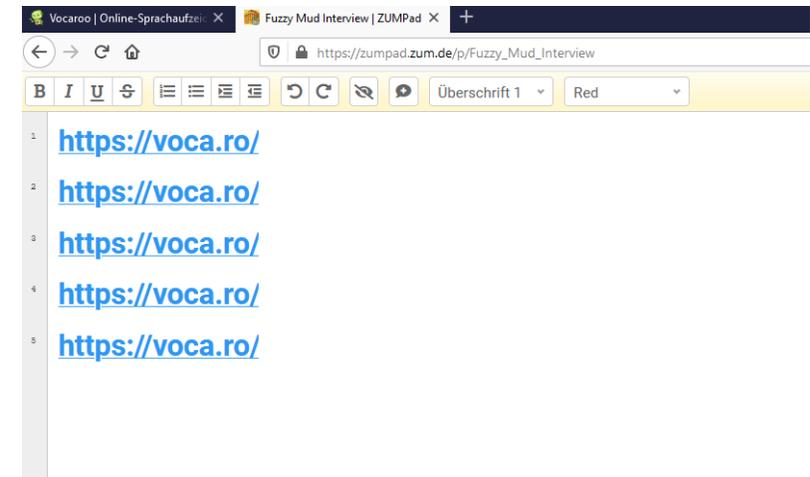 Vocaroo | Online-Sprachaufzeic
Fuzzy Mud Interview | ZUMPad
https://zumpad.zum.de/p/Fuzzy_Mud_Interview
B I U S Überschrift 1 Red
1 https://voca.ro/
2 https://voca.ro/
3 https://voca.ro/
4 https://voca.ro/
5 https://voca.ro/